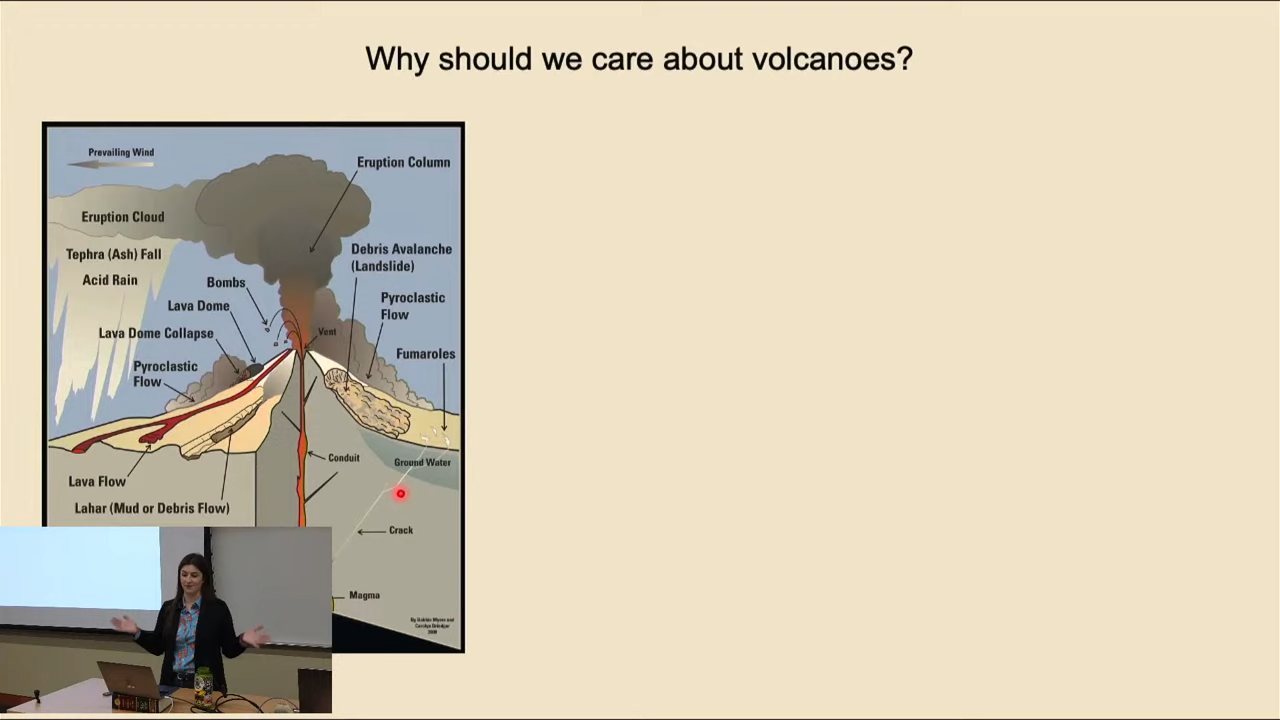 Why should we care about volcanoes?
Prevailing Wind
Eruption Column
Eruption Cloud
Tephra (Ash) Fall
Acid Rain
Debris Avalanche
(Landslide)
Bombs
Lava Dome
Pyroclastic
Flow
Lava Dome Collapse
Vent
Fumaroles
Pyroclastic
Flow
Conduit
Ground Water
Lava Flow
Lahar (Mud or Debris Flow)
Crack
Magma